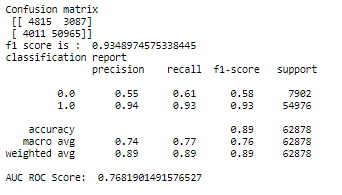 Confusion matrix
[[ 4815 3087]
[ 4011 50965]]
f1 score is : 0.9348974575338445
classification report
precision recall f1-score support
0.0 0.55 0.61 0.58 7902
1.0 0.94 0.93 0.93 54976
accuracy 0.89 62878
macro avg 0.74 0.77 0.76 62878
weighted avg 0.89 0.89 0.89 62878
AUC ROC Score: 0.7681901491576527